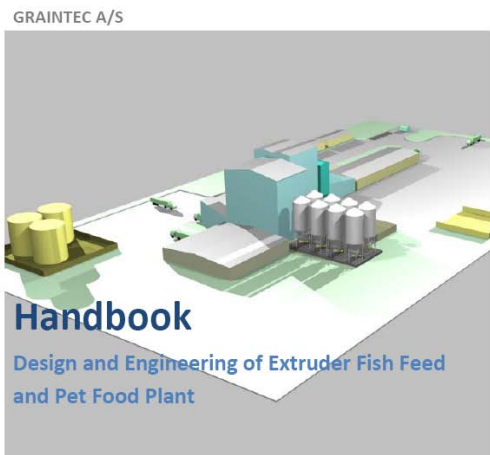 GRAINTEC A/S
Handbook
Design and Engineering of Extruder Fish Feed
and Pet Food Plant